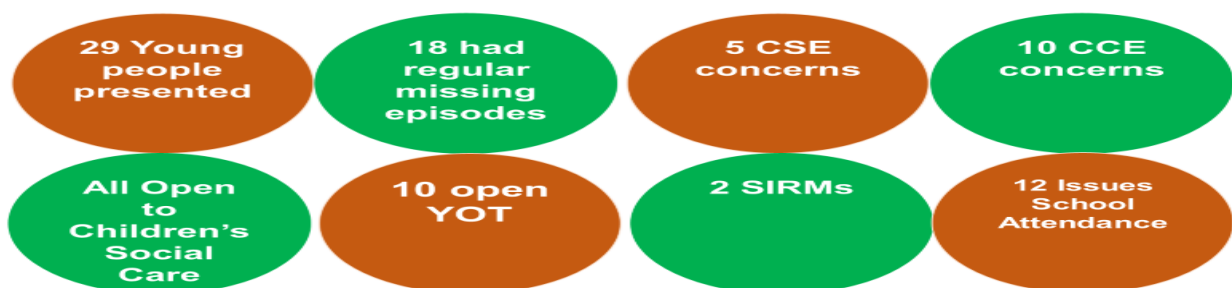 29 Young
people
presented
18 had
regular
missing
episodes
5 CSE
concerns
10 CCE
concerns
All Open
to
Children's
Social
Care
10 open
YOT
2 SIRMs
12 Issues
School
Attendance